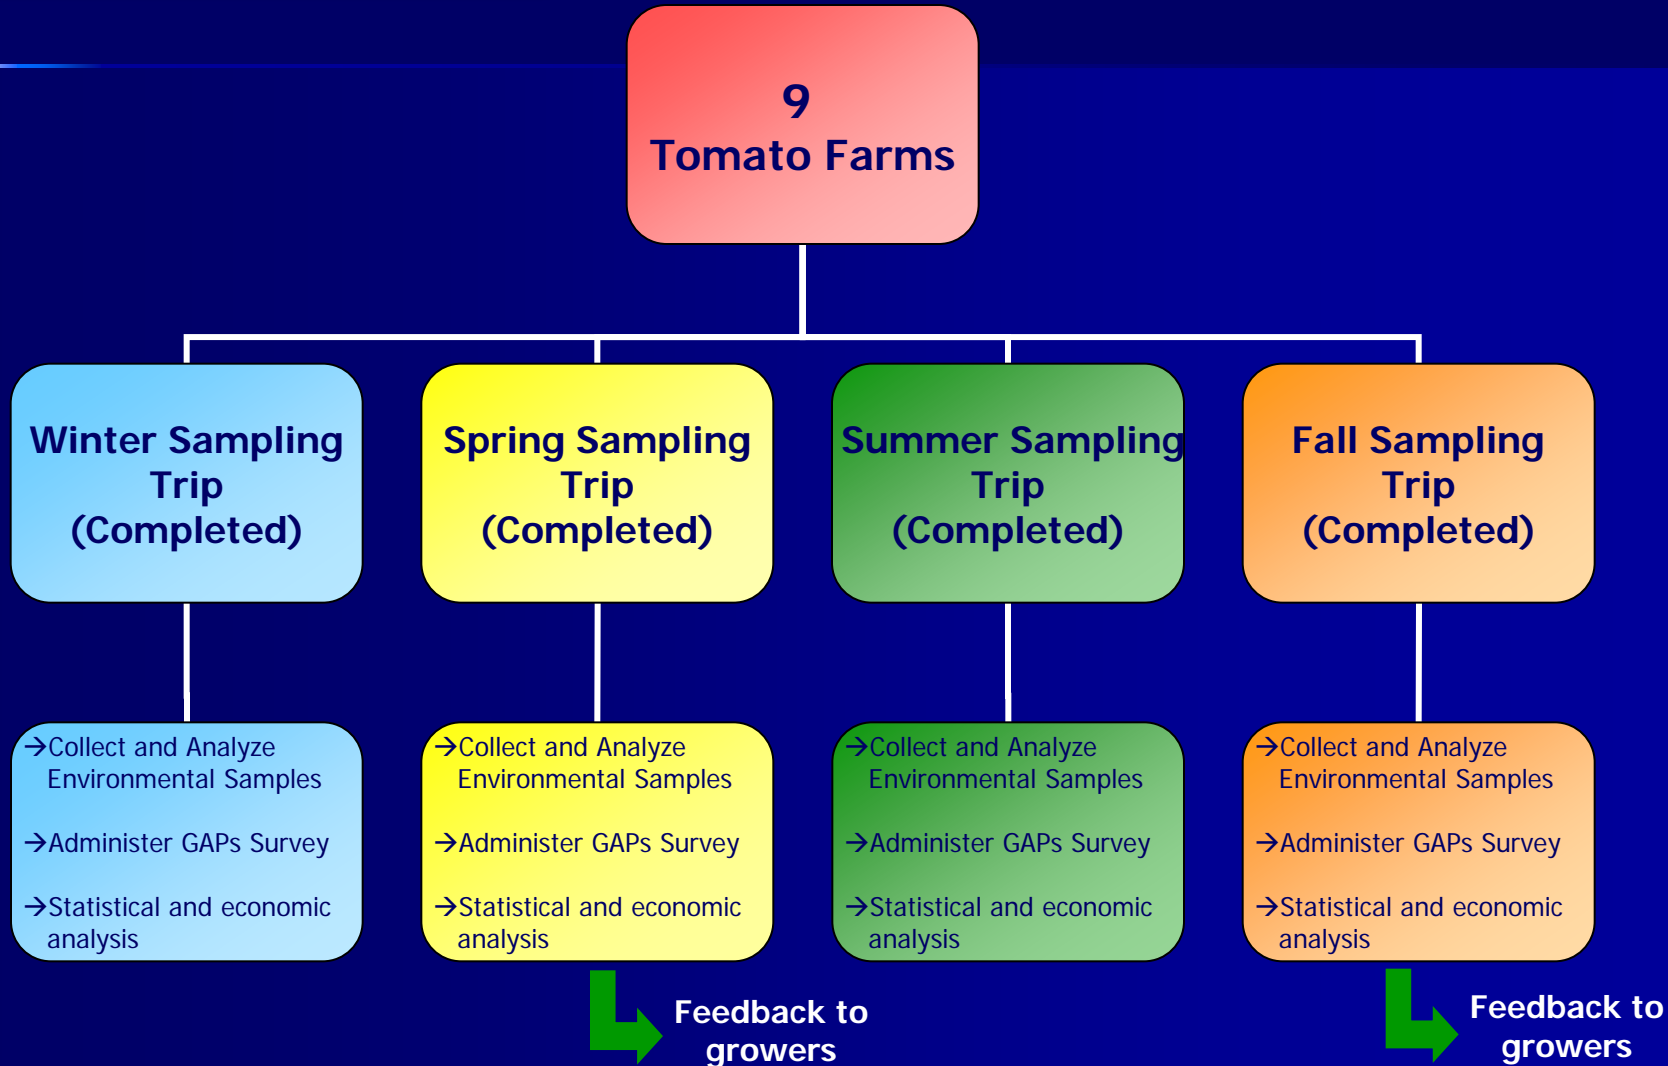 9
Tomato Farms
Winter Sampling
Trip
(Completed)
Spring Sampling
Trip
(Completed)
Summer Sampling
Trip
(Completed)
Fall Sampling
Trip
(Completed)
→Collect and Analyze
Environmental Samples
→Administer GAPs Survey
→Statistical and economic
analysis
→Collect and Analyze
Environmental Samples
→Administer GAPs Survey
→Statistical and economic
analysis
→Collect and Analyze
Environmental Samples
→Administer GAPs Survey
→Statistical and economic
analysis
→Collect and Analyze
Environmental Samples
→Administer GAPs Survey
→Statistical and economic
analysis
Feedback to
growers
Feedback to
growers